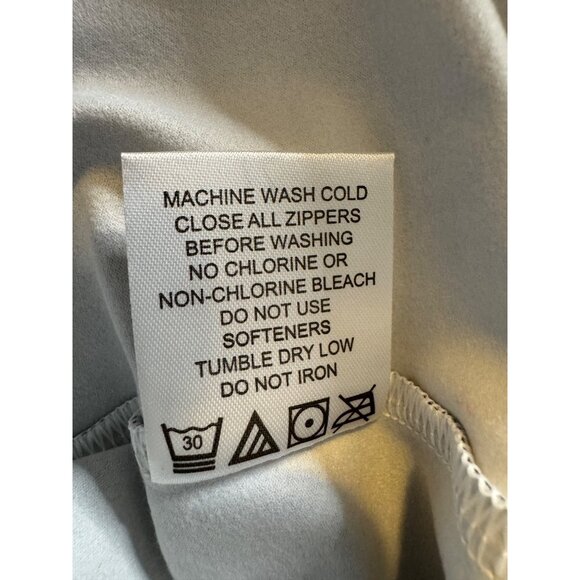 MACHINE WASH COLD
CLOSE ALL ZIPPERS
BEFORE WASHING
NO CHLORINE OR
NON-CHLORINE BLEACH
DO NOT USE
SOFTENERS
TUMBLE DRY LOW
DO NOT IRON
30